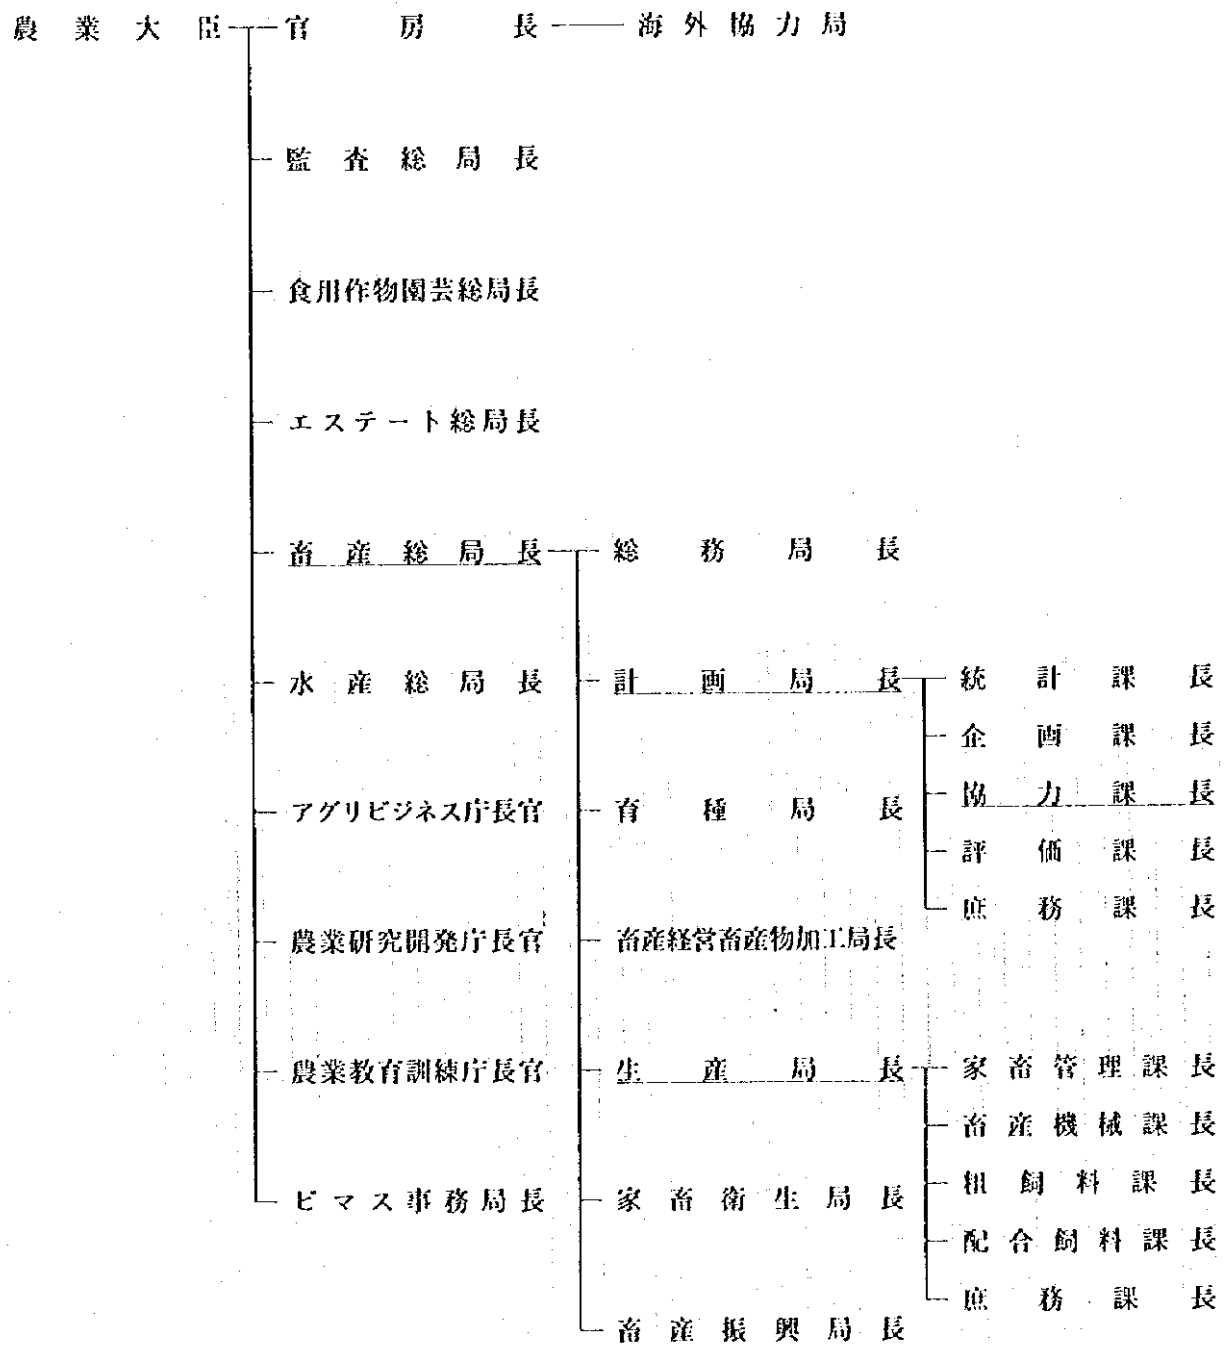 農業大臣 官房長 海外協力局
監査総局長
食用作物園芸総局長
エステート総局長
畜産総局長 総務局長
水産総局長 計画局長 統計課長
企画課長
アグリビジネス庁長官 育種局長 協力課長
評価課長
庶務課長
農業研究開発庁長官 畜産経営畜産物加工局長
農業教育訓練庁長官 生産局長 家畜管理課長
畜産機械課長
ビマス事務局長 家畜衛生局長 粗飼料課長
配合飼料課長
庶務課長
畜産振興局長